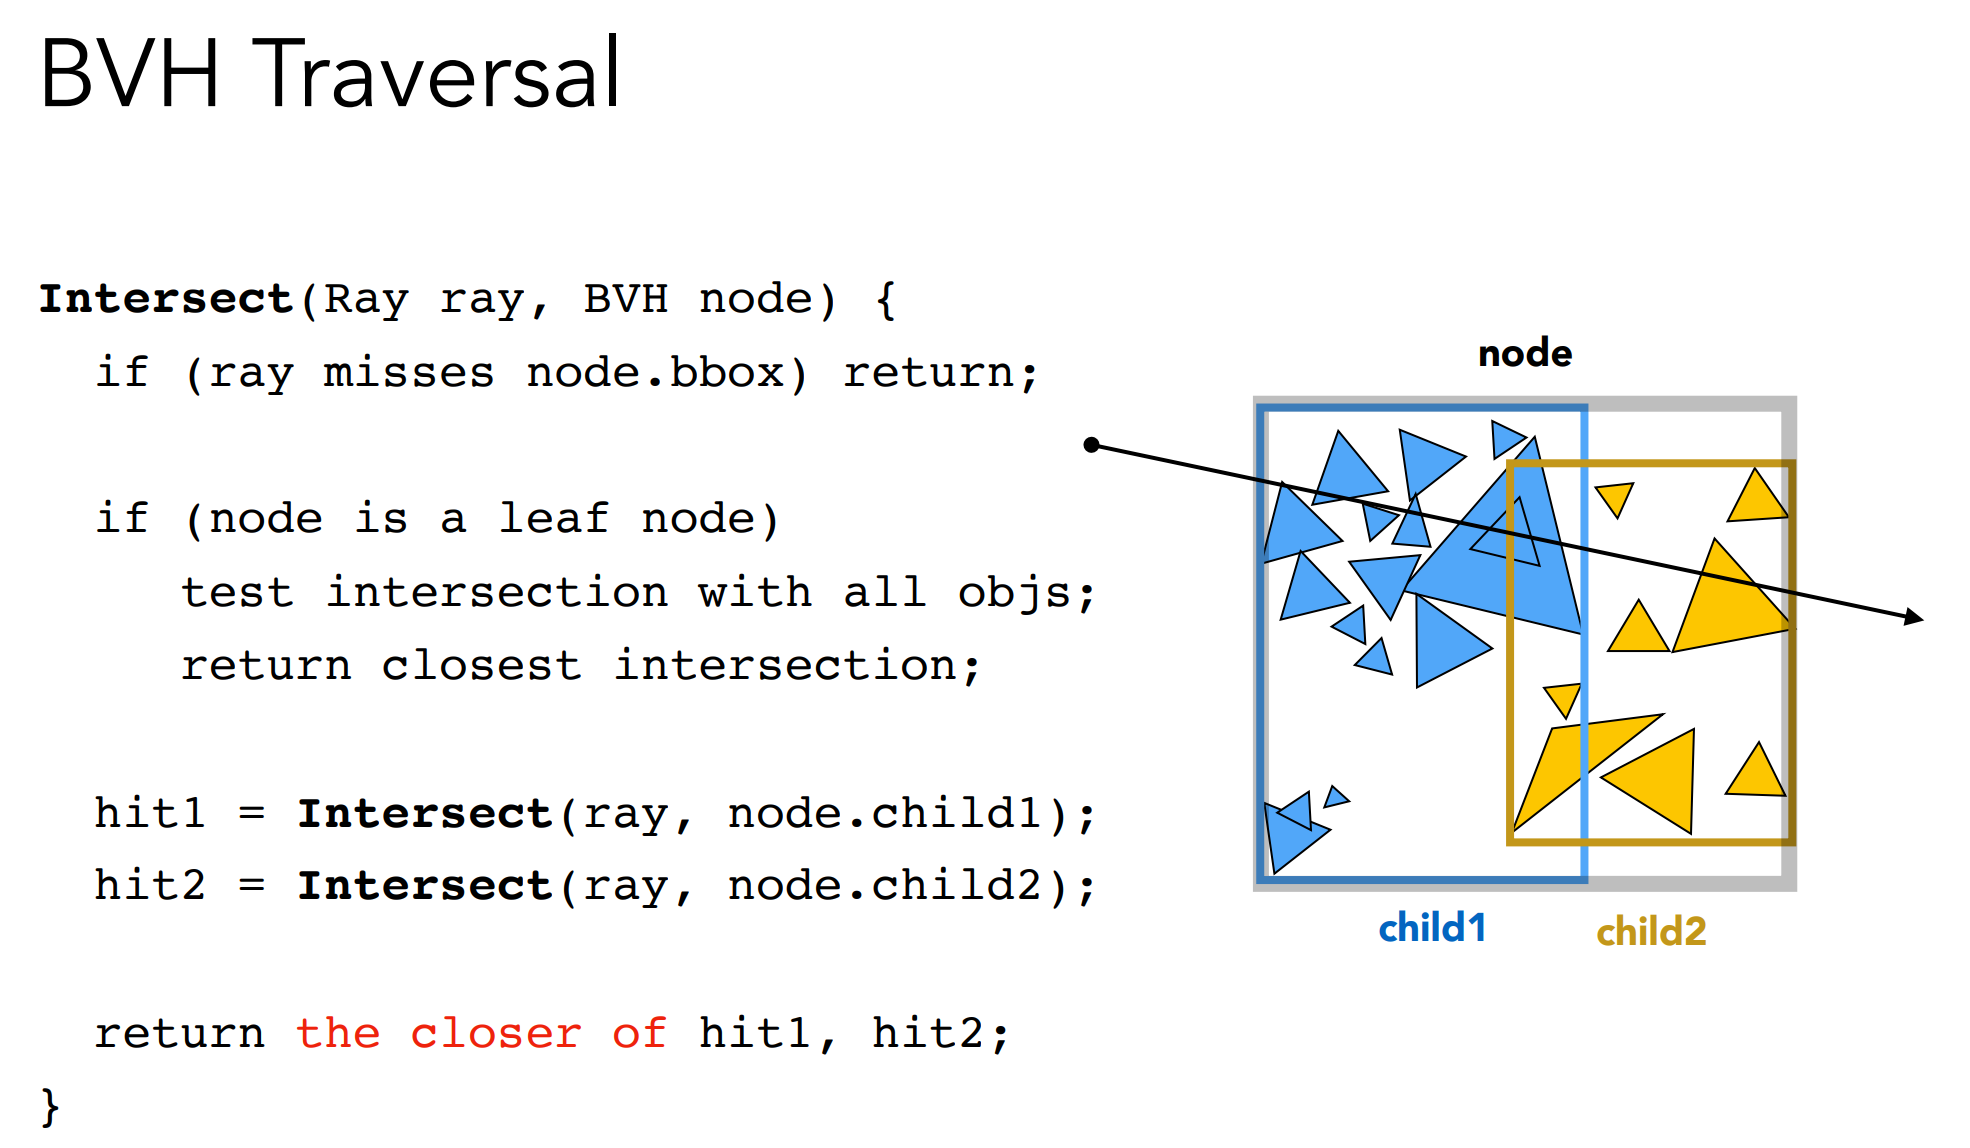 BVH Traversal
Intersect(Ray ray, BVH node) {
if (ray misses node.bbox) return;
if (node is a leaf node)
test intersection with all objs;
return closest intersection;
hit1 = Intersect(ray, node.child1);
hit2 = Intersect(ray, node.child2);
return the closer of hit1, hit2;
}
node
child1
child2